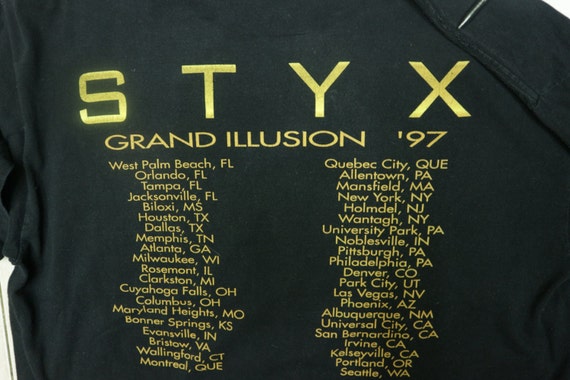 STYX
GRAND ILLUSION '97
West Palm Beach, FL
Orlando, FL
Tampa, FL
Jacksonville, FL
Biloxi, MS
Houston, TX
Dallas, TX
Memphis, TN
Atlanta, GA
Milwaukee, WI
Rosemont, IL
Clarkston, MI
Cuyahoga Falls, OH
Columbus, OH
Maryland Heights, MO
Bonner Springs, KS
Evansville, IN
Bristow, VA
Wallingford, CT
Montreal, QUE
Quebec City, QUE
Allentown, PA
Mansfield, MA
New York, NY
Holmdel, NJ
Wantagh, NY
University Park, PA
Noblesville, IN
Pittsburgh, PA
Philadelphia, PA
Denver, CO
Park City, UT
Las Vegas, NV
Phoenix, AZ
Albuquerque, NM
Universal City, CA
San Bernardino, CA
Irvine, CA
Kelseyville, CA
Portland, OR
Seattle, WA